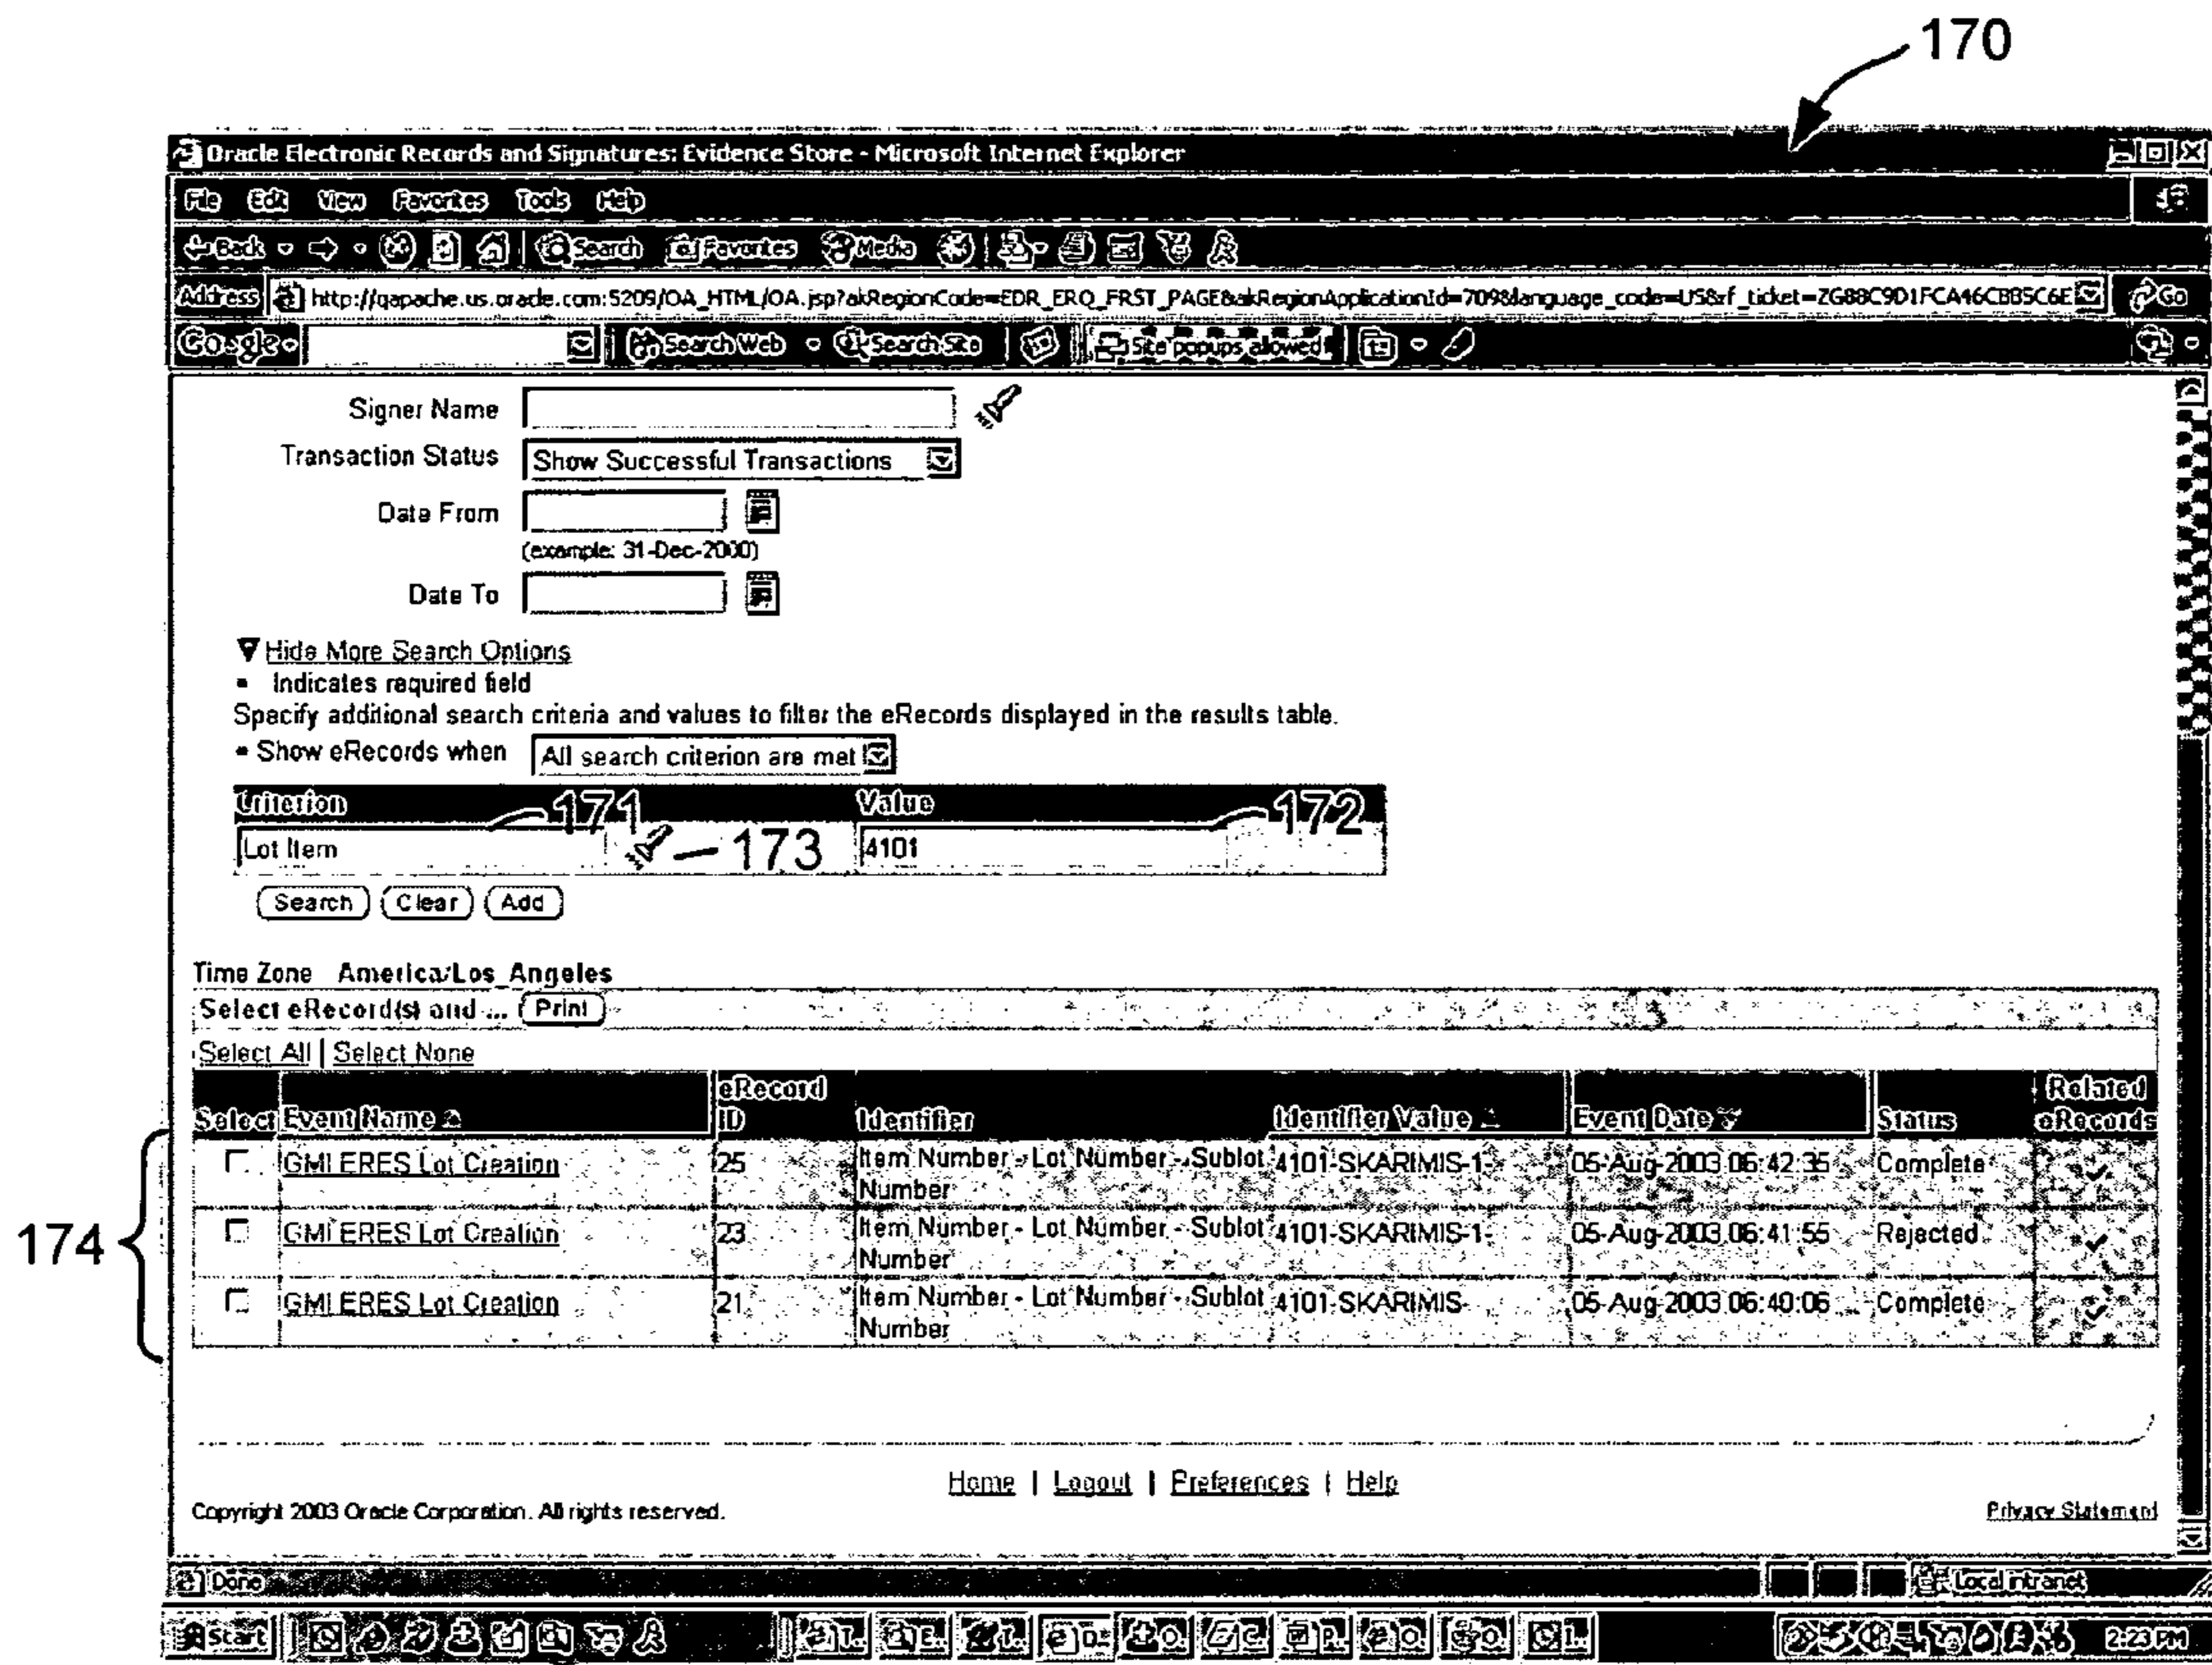 170
Oracle Electronic Records and Signatures: Evidence Store - Microsoft Internet Explorer
File Edit View Favorites Tools Help
Back Search Favorites Media
Address http://qapache.us.oracle.com:5209/OA_HTML/OA.jsp?akRegionCode=EDR_ERQ_FRST_PAGE&akRegionApplicationId=709&language_code=US&rf_ticket=ZG88C9D1FCA46CBB5C6E Go
Google Search Web Search Site Site popups allowed
Signer Name
Transaction Status Show Successful Transactions
Date From
(example: 31-Dec-2000)
Date To
Hide More Search Options
Indicates required field
Specify additional search criteria and values to filter the eRecords displayed in the results table.
Show eRecords when All search criterion are met
Criterion 171 Value 172
Lot Item 173 4101
Search Clear Add
Time Zone America/Los_Angeles
Select eRecord(s) and ... Print
Select All | Select None
Select Event Name eRecord ID Identifier Identifier Value Event Date Status Related eRecords
174
GMI ERES Lot Creation 25 Item Number - Lot Number - Sublot Number 4101-SKARIMIS-1- 05-Aug-2003 06:42:35 Complete
GMI ERES Lot Creation 23 Item Number - Lot Number - Sublot Number 4101-SKARIMIS-1- 05-Aug-2003 06:41:55 Rejected
GMI ERES Lot Creation 21 Item Number - Lot Number - Sublot Number 4101-SKARIMIS- 05-Aug-2003 06:40:06 Complete
Home | Logout | Preferences | Help
Copyright 2003 Oracle Corporation. All rights reserved. Privacy Statement
Done Local intranet
Start 2:23 PM